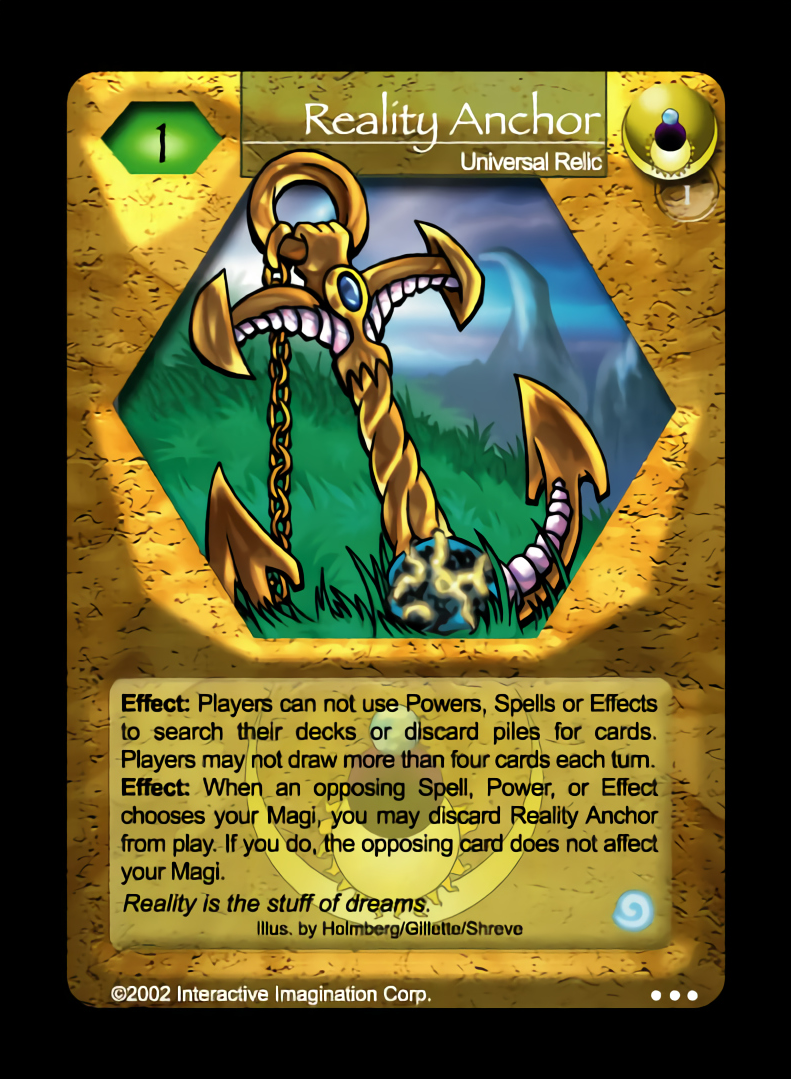 1
Reality Anchor
Universal Relic
1
Effect: Players can not use Powers, Spells or Effects
to search their decks or discard piles for cards.
Players may not draw more than four cards each turn.
Effect: When an opposing Spell, Power, or Effect
chooses your Magi, you may discard Reality Anchor
from play. If you do, the opposing card does not affect
your Magi.
Reality is the stuff of dreams.
Illus. by Holmberg/Gillette/Shreve
©2002 Interactive Imagination Corp.